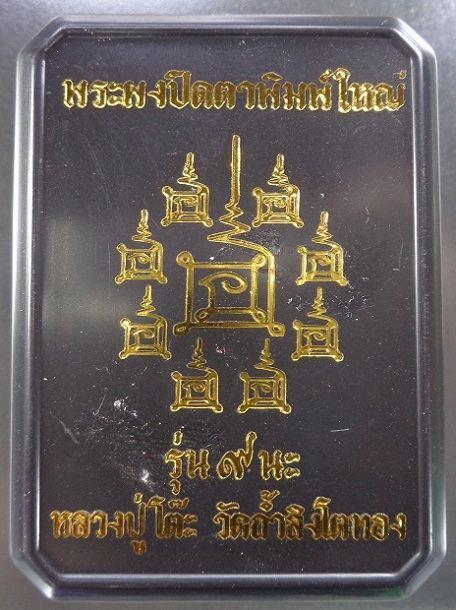 พระผงปิดตาพิมพ์ใหญ่
รุ่น ๙ นะ
หลวงปู่โต๊ะ วัดถ้ำสิงโตทอง